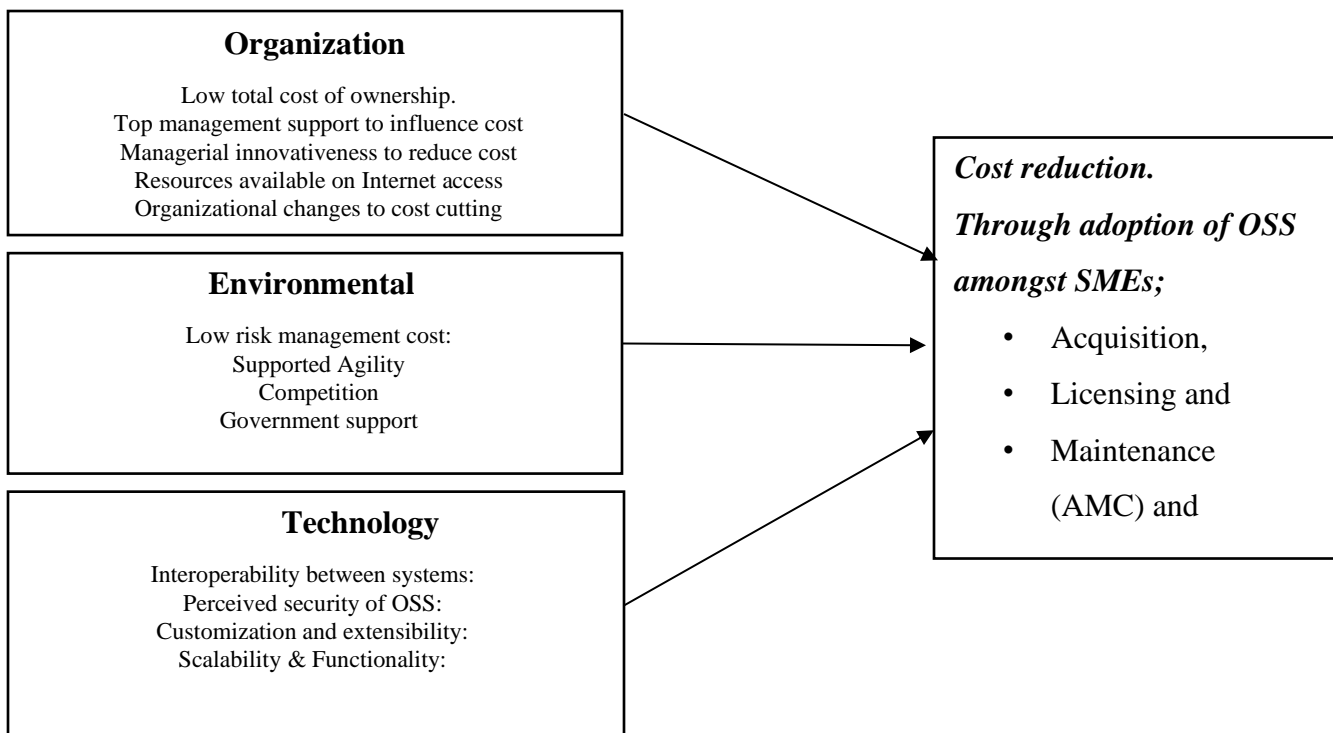 Organization
Low total cost of ownership.
Top management support to influence cost
Managerial innovativeness to reduce cost
Resources available on Internet access
Organizational changes to cost cutting
Environmental
Low risk management cost:
Supported Agility
Competition
Government support
Technology
Interoperability between systems:
Perceived security of OSS:
Customization and extensibility:
Scalability & Functionality:
Cost reduction.
Through adoption of OSS
amongst SMEs;
• Acquisition,
• Licensing and
• Maintenance
(AMC) and